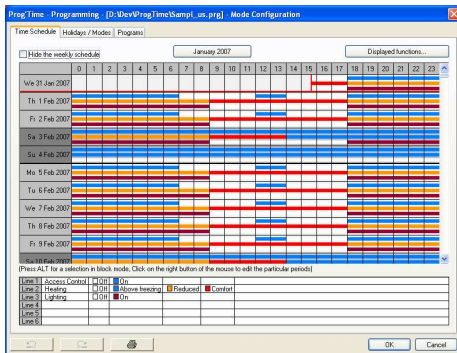 Prog'Time - Programming - [D:\Dev\ProgTime\Sampl_us.prg] - Mode Configuration
Time Schedule Holidays / Modes Programs
Hide the weekly schedule January 2007 Displayed functions...
0 1 2 3 4 5 6 7 8 9 10 11 12 13 14 15 16 17 18 19 20 21 22 23
We 31 Jan 2007
Th 1 Feb 2007
Fr 2 Feb 2007
Sa 3 Feb 2007
Su 4 Feb 2007
Mo 5 Feb 2007
Tu 6 Feb 2007
We 7 Feb 2007
Th 8 Feb 2007
Fr 9 Feb 2007
Sa 10 Feb 2007
(Press ALT for a selection in block mode, Click on the right button of the mouse to edit the particular periods)
Line 1 Access Control Off On
Line 2 Heating Off Above freezing Reduced Comfort
Line 3 Lighting Off On
Line 4
Line 5
Line 6
OK Cancel